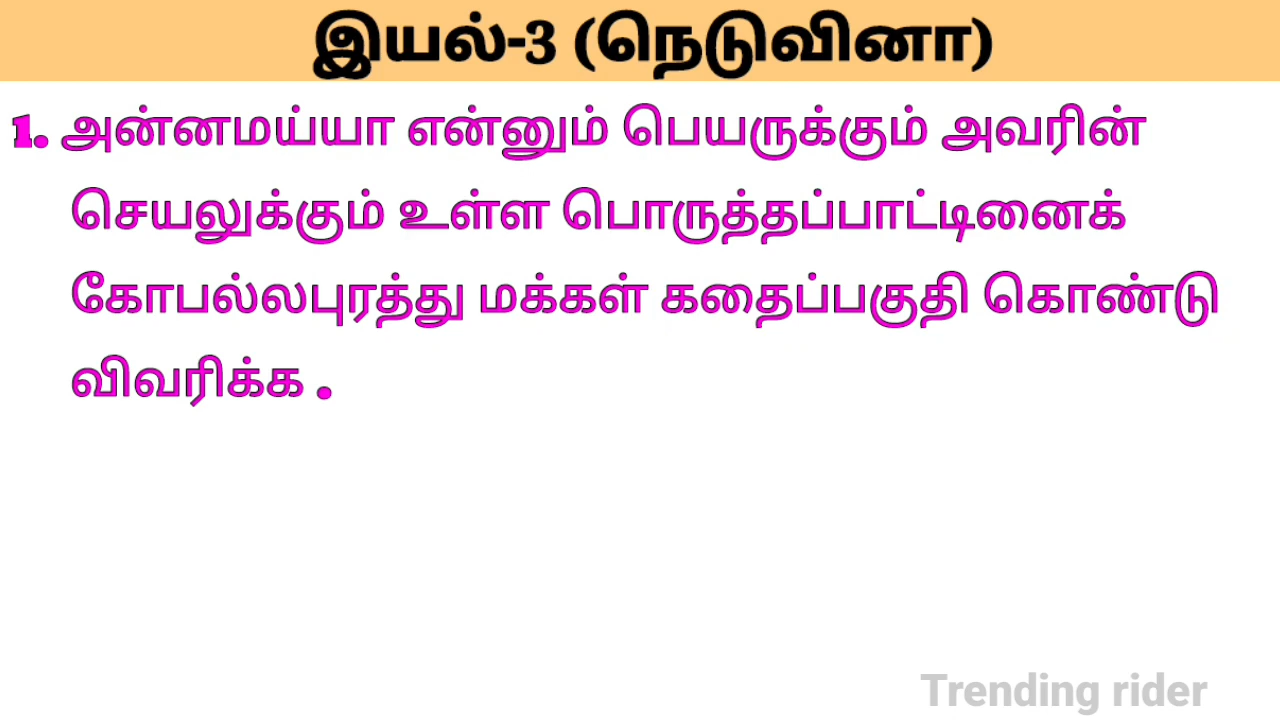 இயல்-3 (நெடுவினா)
1. அன்னமய்யா என்னும் பெயருக்கும் அவரின்
செயலுக்கும் உள்ள பொருத்தப்பாட்டினைக்
கோபல்லபுரத்து மக்கள் கதைப்பகுதி கொண்டு
விவரிக்க .
Trending rider